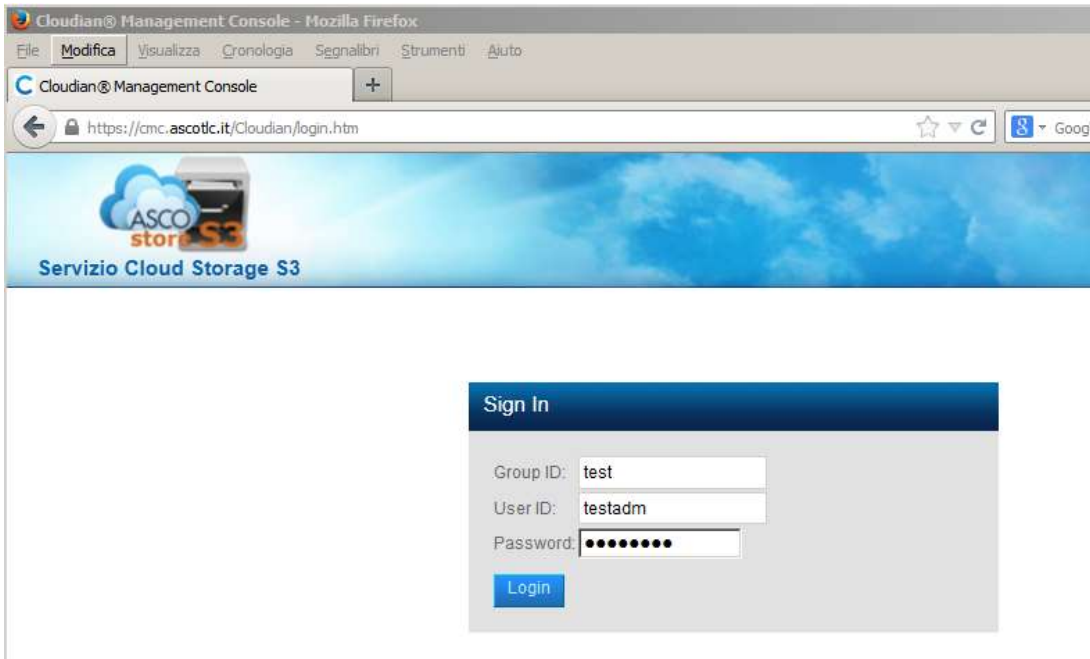 Cloudian® Management Console - Mozilla Firefox
File Modifica Visualizza Cronologia Segnalibri Strumenti Aiuto
Cloudian® Management Console +
https://cmc.ascotlc.it/Cloudian/login.htm 8 Goog
ASCO
store S3
Servizio Cloud Storage S3
Sign In
Group ID: test
User ID: testadm
Password: ●●●●●●●●
Login